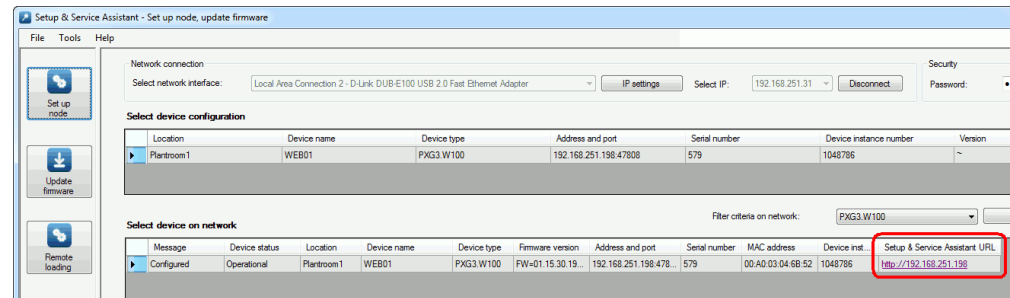 Setup & Service Assistant - Set up node, update firmware
File Tools Help
Set up
node
Update
firmware
Remote
loading
Network connection
Select network interface: Local Area Connection 2 - D-Link DUB-E100 USB 2.0 Fast Ethernet Adapter IP settings Select IP: 192.168.251.31 Disconnect
Security
Password:
Select device configuration
Location Device name Device type Address and port Serial number Device instance number Version
Plantroom1 WEB01 PXG3.W100 192.168.251.198:47808 579 1048786 ~
Filter criteria on network: PXG3.W100
Select device on network
Message Device status Location Device name Device type Firmware version Address and port Serial number MAC address Device inst... Setup & Service Assistant URL
Configured Operational Plantroom1 WEB01 PXG3.W100 FW=01.15.30.19... 192.168.251.198:478... 579 00:A0:03:04:6B:52 1048786 http://192.168.251.198